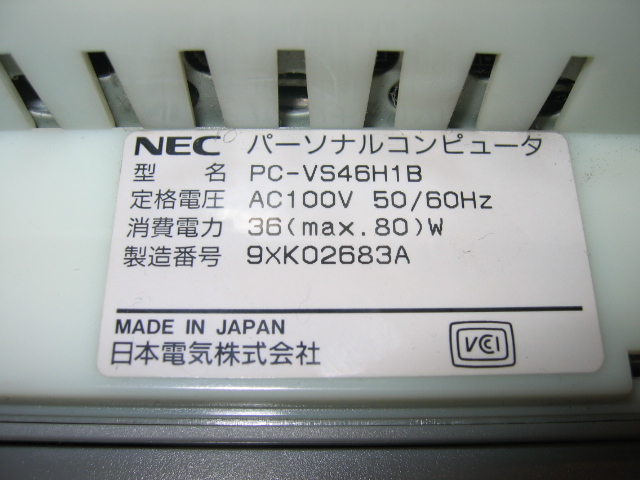 NEC パーソナルコンピュータ
型 名 PC-VS46H1B
定格電圧 AC100V 50/60Hz
消費電力 36(max.80)W
製造番号 9XK02683A
MADE IN JAPAN
日本電気株式会社
VCI